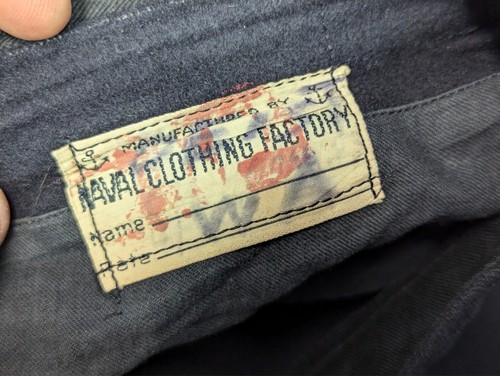 MANUFACTURED BY
NAVAL CLOTHING FACTORY
Name
Rate